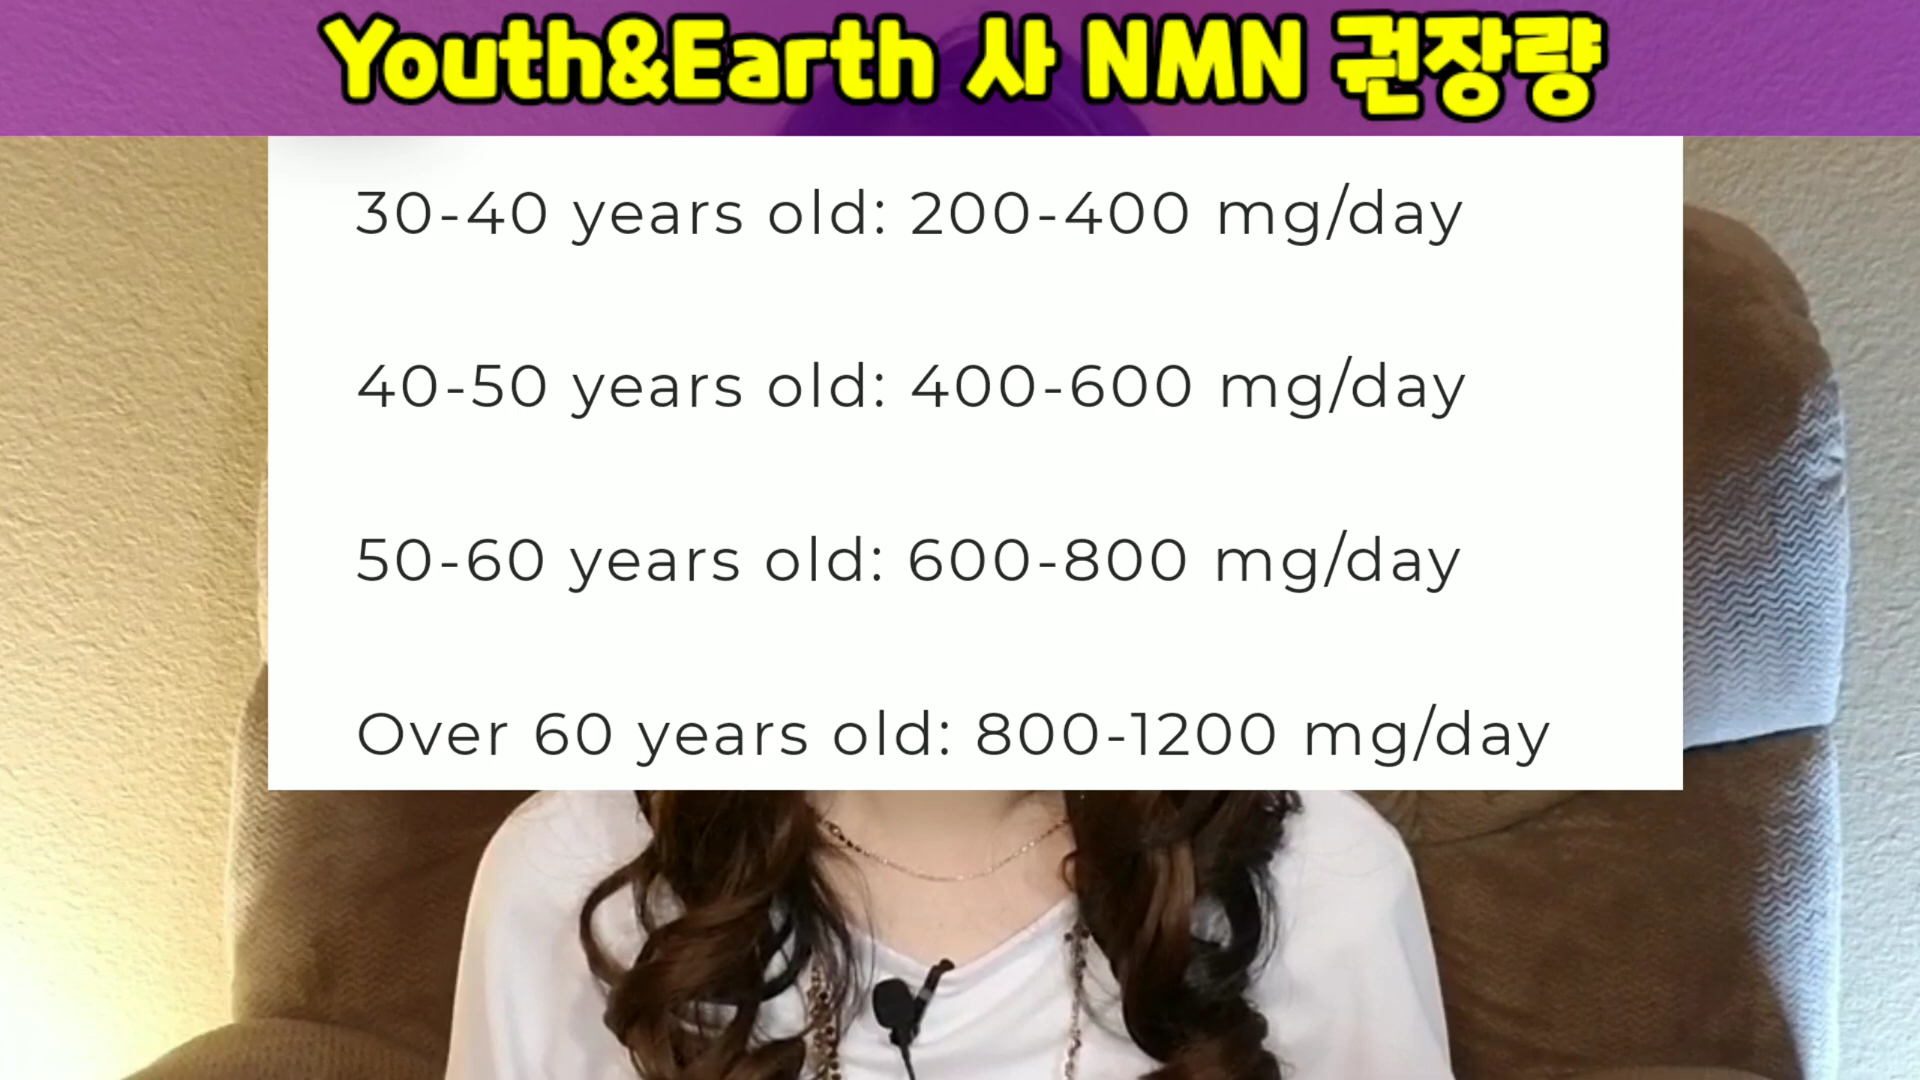 Youth&Earth 사 NMN 권장량
30-40 years old: 200-400 mg/day
40-50 years old: 400-600 mg/day
50-60 years old: 600-800 mg/day
Over 60 years old: 800-1200 mg/day